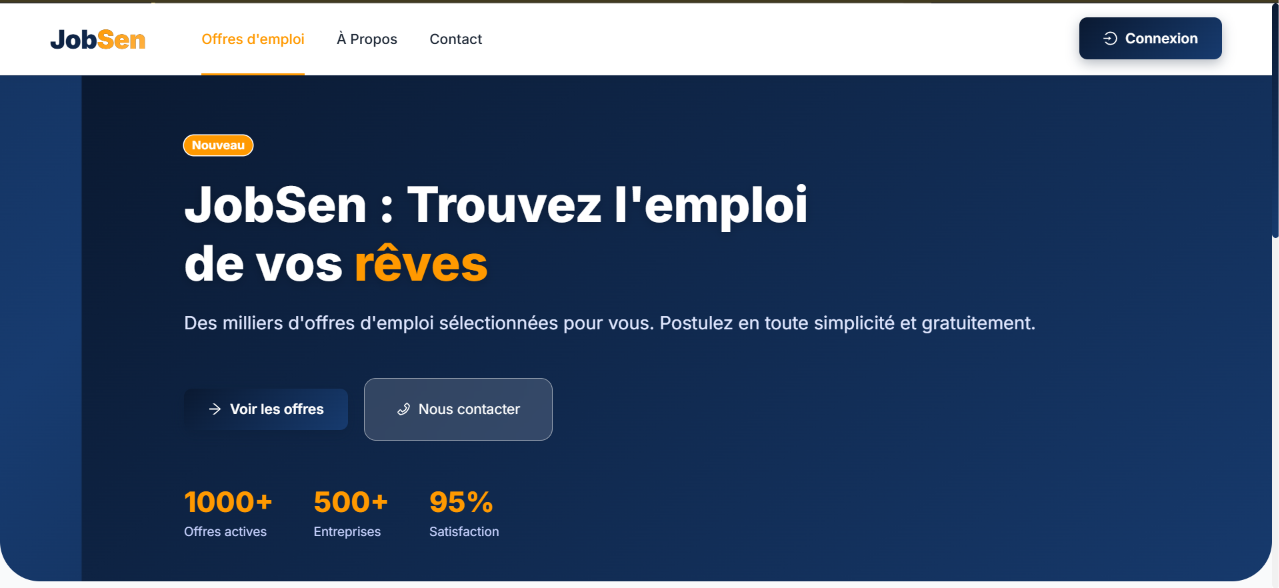 JobSen
Offres d'emploi
À Propos
Contact
Connexion
Nouveau
JobSen : Trouvez l'emploi
de vos rêves
Des milliers d'offres d'emploi sélectionnées pour vous. Postulez en toute simplicité et gratuitement.
Voir les offres
Nous contacter
1000+
Offres actives
500+
Entreprises
95%
Satisfaction